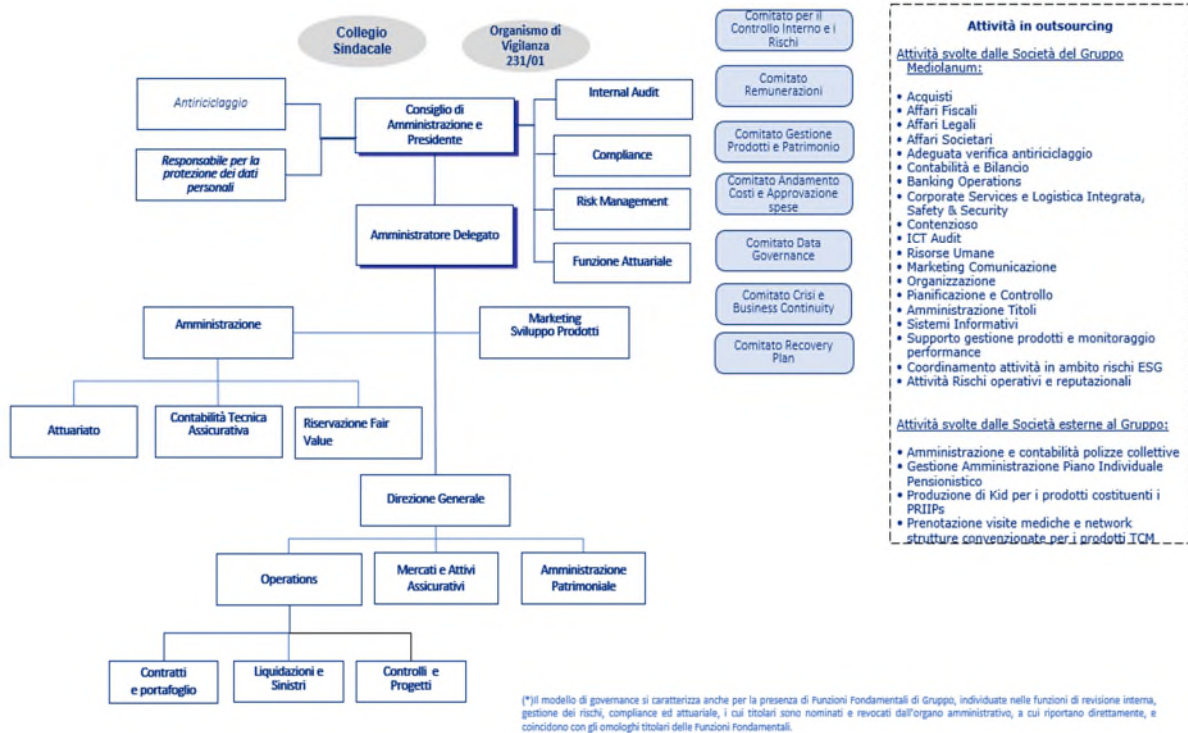 Collegio
Sindacale
Organismo di
Vigilanza
231/01
Antiriciclaggio
Responsabile per la
protezione dei dati
personali
Consiglio di
Amministrazione e
Presidente
Internal Audit
Compliance
Risk Management
Funzione Attuariale
Amministratore Delegato
Amministrazione
Marketing
Sviluppo Prodotti
Attuariato
Contabilità Tecnica
Assicurativa
Riservazione Fair
Value
Direzione Generale
Operations
Mercati e Attivi
Assicurativi
Amministrazione
Patrimoniale
Contratti
e portafoglio
Liquidazioni e
Sinistri
Controlli e
Progetti
Comitato per il
Controllo Interno e i
Rischi
Comitato
Remunerazioni
Comitato Gestione
Prodotti e Patrimonio
Comitato Andamento
Costi e Approvazione
spese
Comitato Data
Governance
Comitato Crisi e
Business Continuity
Comitato Recovery
Plan
Attività in outsourcing
Attività svolte dalle Società del Gruppo
Mediolanum:
• Acquisti
• Affari Fiscali
• Affari Legali
• Affari Societari
• Adeguata verifica antiriciclaggio
• Contabilità e Bilancio
• Banking Operations
• Corporate Services e Logistica Integrata,
Safety & Security
• Contenzioso
• ICT Audit
• Risorse Umane
• Marketing Comunicazione
• Organizzazione
• Pianificazione e Controllo
• Amministrazione Titoli
• Sistemi Informativi
• Supporto gestione prodotti e monitoraggio
performance
• Coordinamento attività in ambito rischi ESG
• Attività Rischi operativi e reputazionali
Attività svolte dalle Società esterne al Gruppo:
• Amministrazione e contabilità polizze collettive
• Gestione Amministrazione Piano Individuale
Pensionistico
• Produzione di Kid per i prodotti costituenti i
PRIIPs
• Prenotazione visite mediche e network
strutture convenzionate per i prodotti TCM
(*)Il modello di governance si caratterizza anche per la presenza di Funzioni Fondamentali di Gruppo, individuate nelle funzioni di revisione interna,
gestione dei rischi, compliance ed attuariale, i cui titolari sono nominati e revocati dall'organo amministrativo, a cui riportano direttamente, e
coincidono con gli omologhi titolari delle Funzioni Fondamentali.